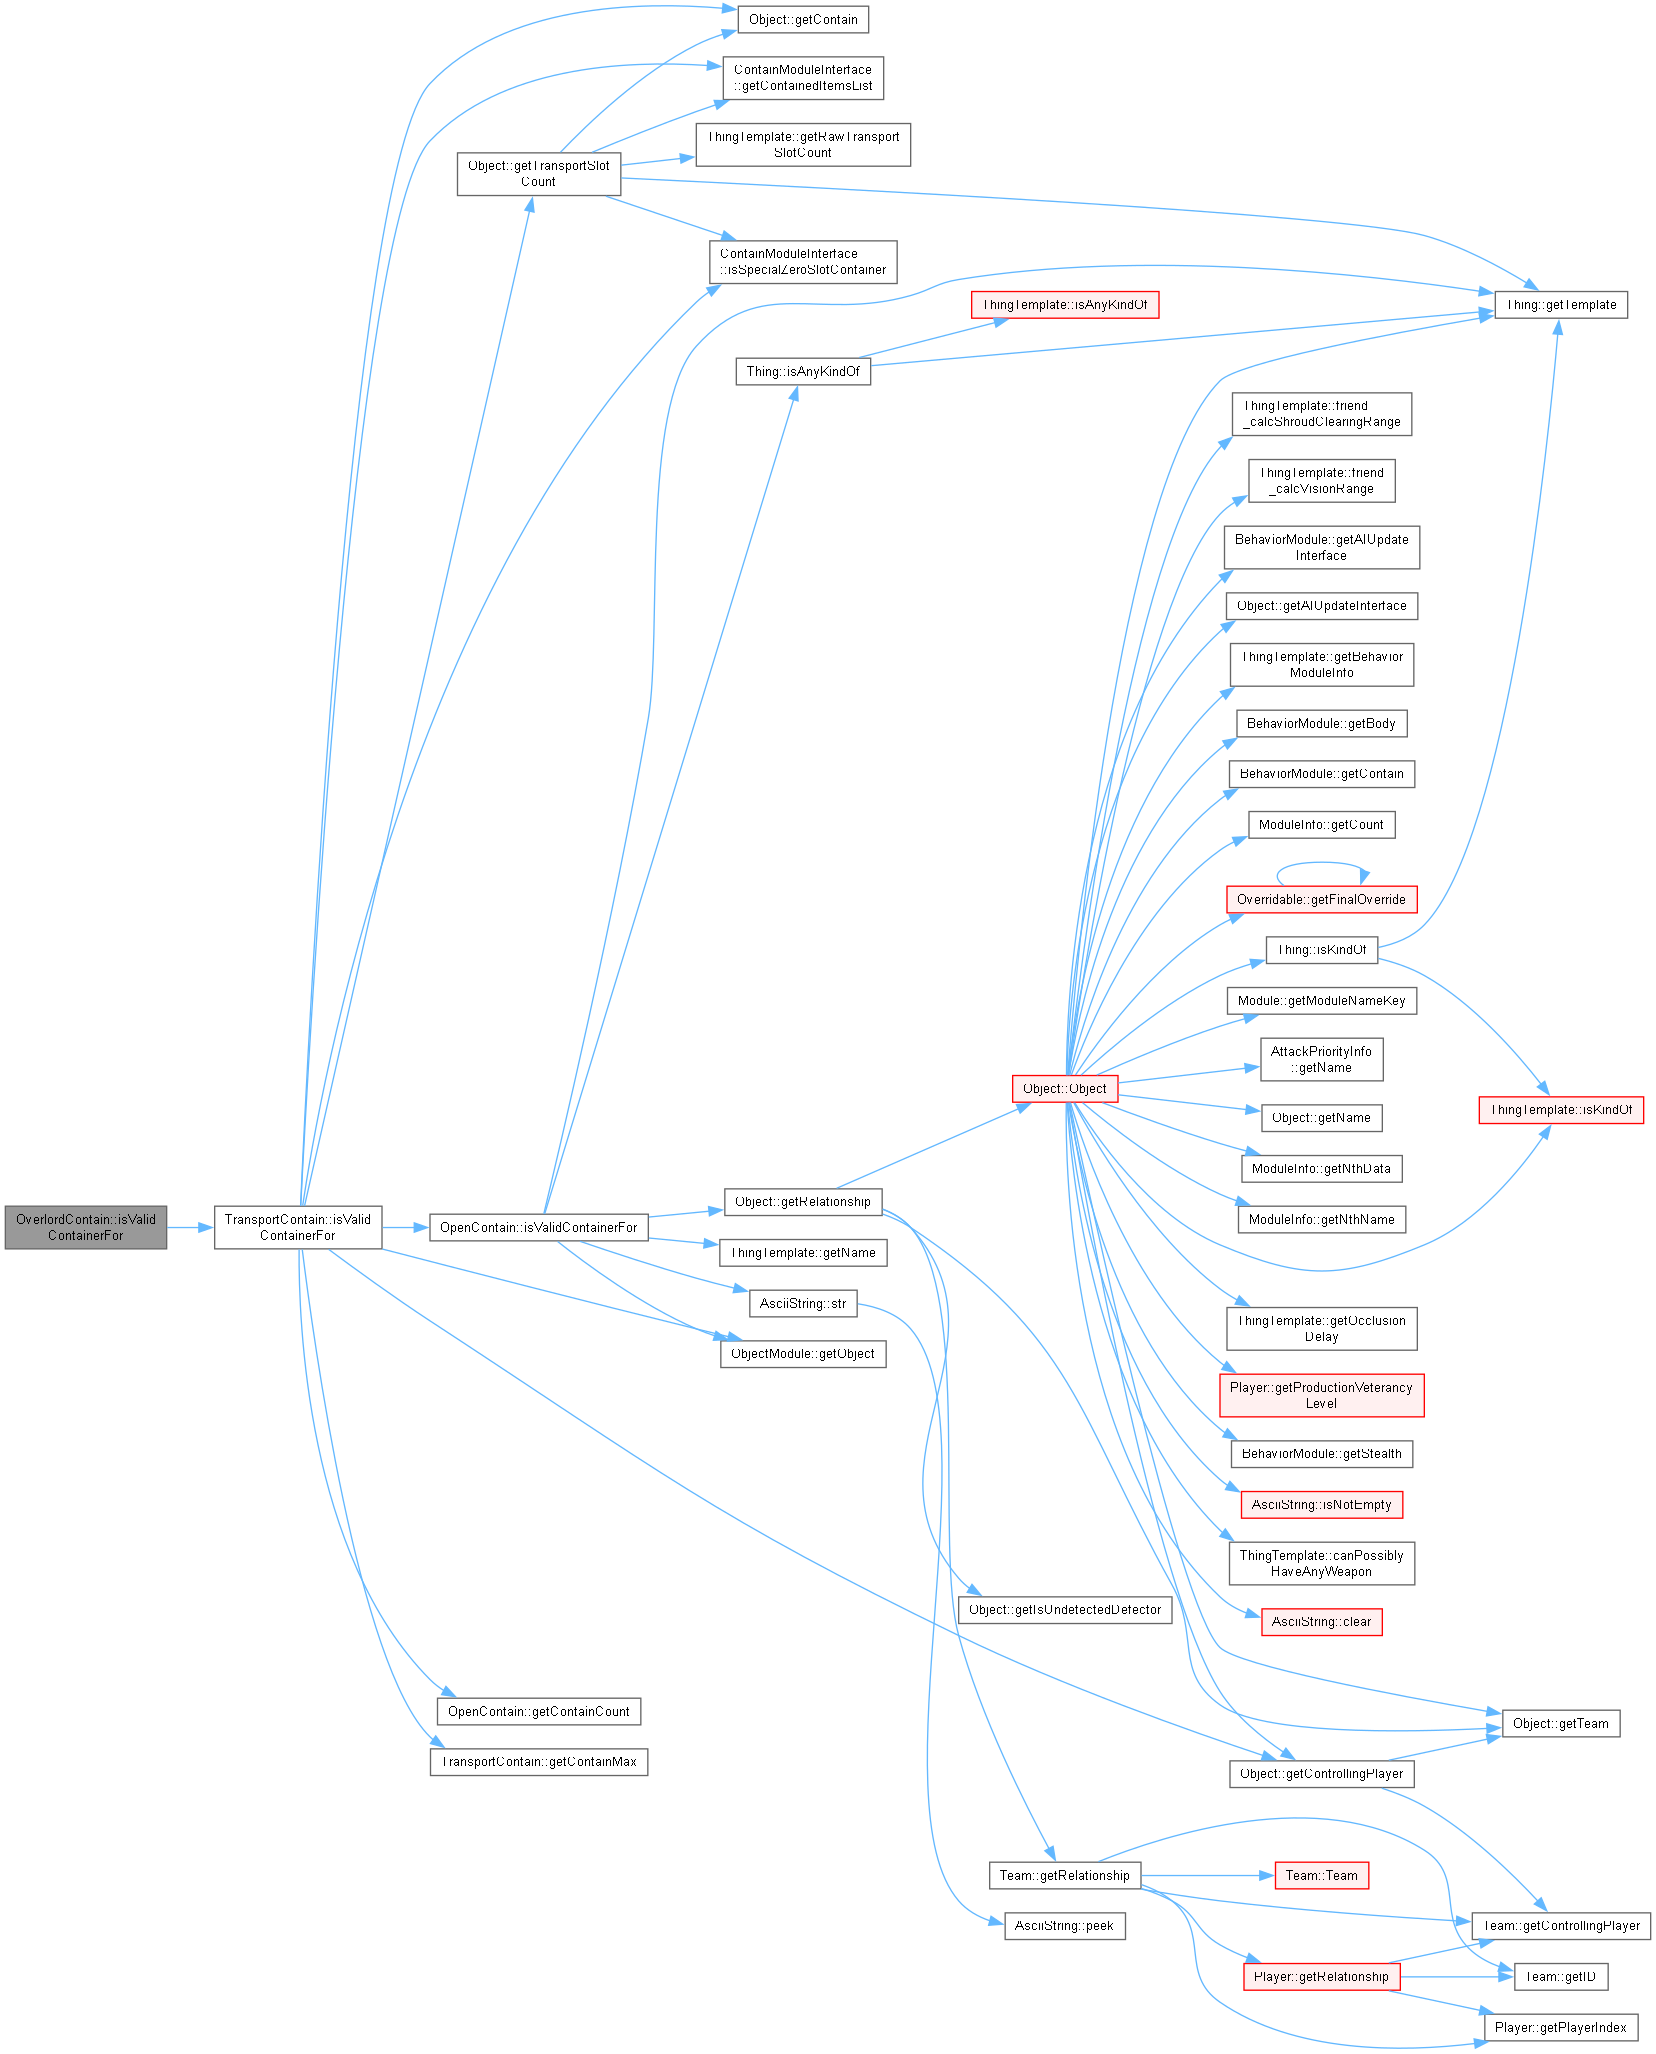 Object::getContain
ContainModuleInterface
::getContainedItemsList
ThingTemplate::getRawTransport
SlotCount
Object::getTransportSlot
Count
ContainModuleInterface
::isSpecialZeroSlotContainer
ThingTemplate::isAnyKindOf
Thing::getTemplate
Thing::isAnyKindOf
ThingTemplate::friend
_calcShroudClearingRange
ThingTemplate::friend
_calcVisionRange
BehaviorModule::getAIUpdate
Interface
Object::getAIUpdateInterface
ThingTemplate::getBehavior
ModuleInfo
BehaviorModule::getBody
BehaviorModule::getContain
ModuleInfo::getCount
Overridable::getFinalOverride
Thing::isKindOf
Module::getModuleNameKey
AttackPriorityInfo
::getName
Object::Object
Object::getName
ThingTemplate::isKindOf
ModuleInfo::getNthData
ModuleInfo::getNthName
OverlordContain::isValid
ContainerFor
TransportContain::isValid
ContainerFor
OpenContain::isValidContainerFor
Object::getRelationship
ThingTemplate::getName
AsciiString::str
ObjectModule::getObject
ThingTemplate::getOcclusion
Delay
Player::getProductionVeterancy
Level
BehaviorModule::getStealth
AsciiString::isNotEmpty
ThingTemplate::canPossibly
HaveAnyWeapon
Object::getIsUndetectedDefector
AsciiString::clear
OpenContain::getContainCount
TransportContain::getContainMax
Object::getTeam
Object::getControllingPlayer
Team::getRelationship
Team::Team
AsciiString::peek
Team::getControllingPlayer
Player::getRelationship
Team::getID
Player::getPlayerIndex